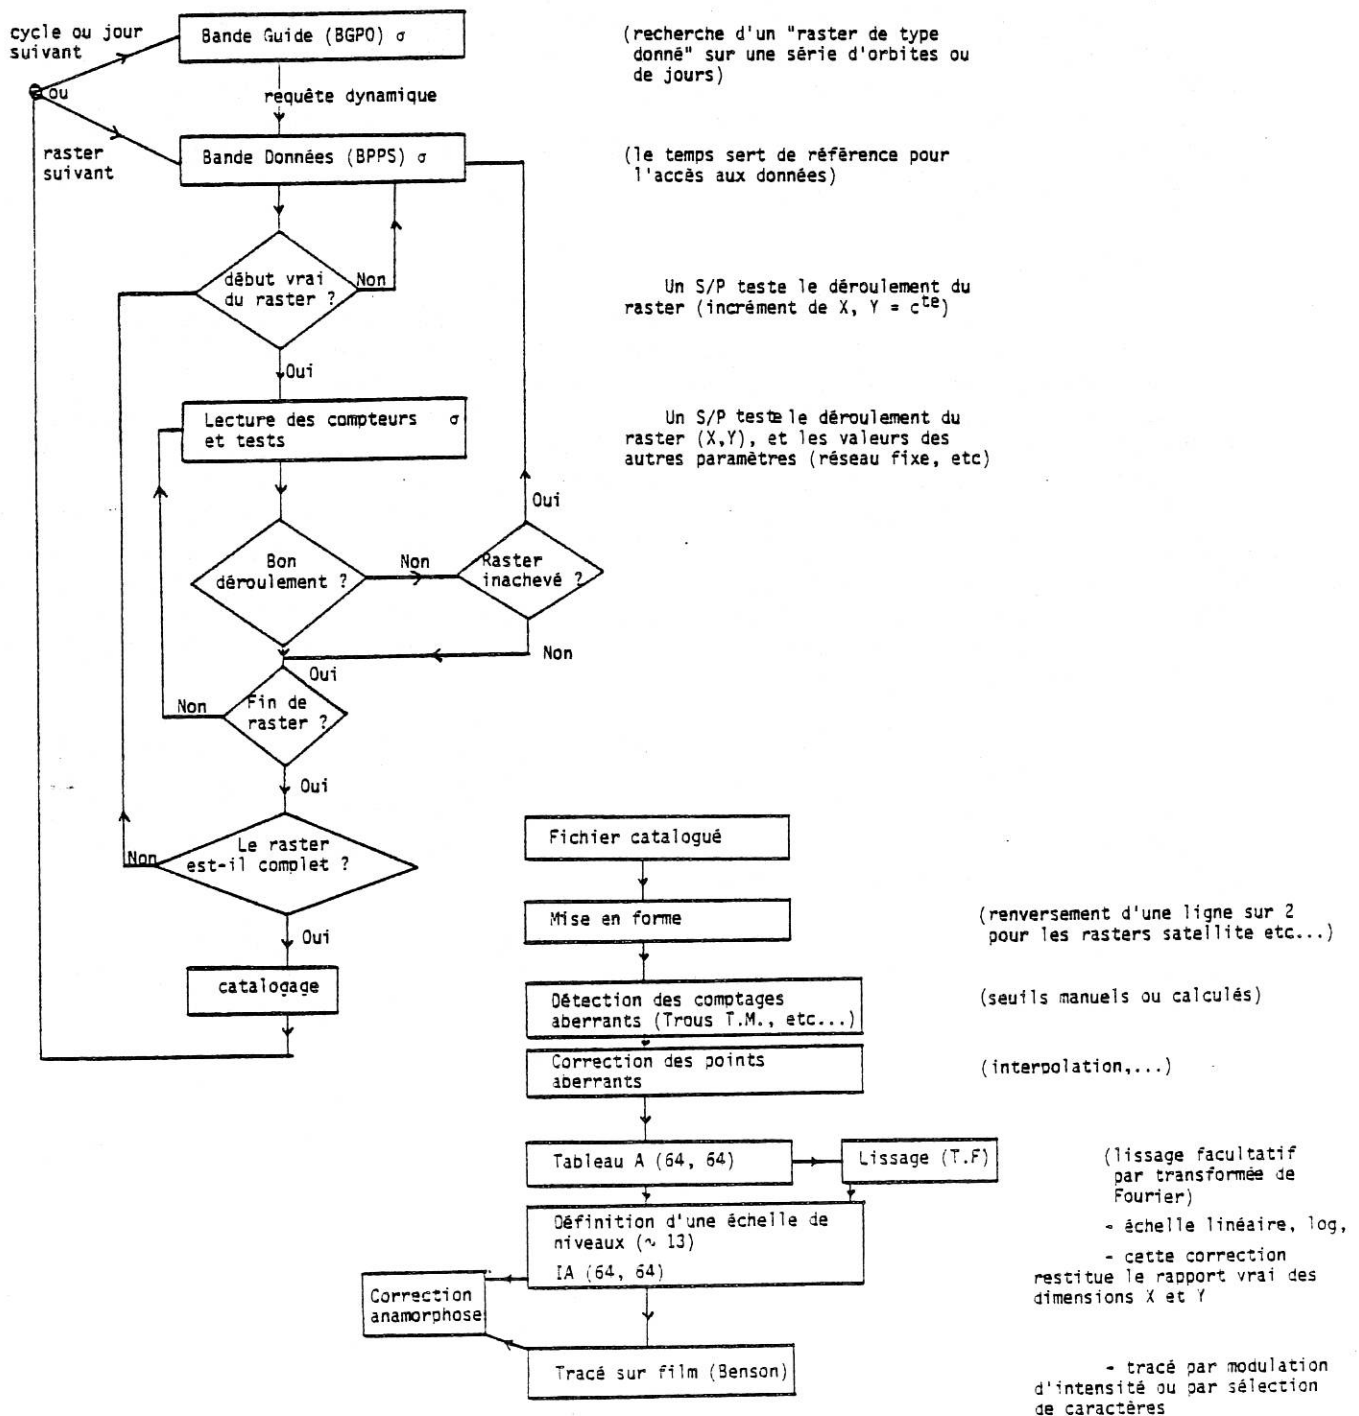 cycle ou jour
suivant
Bande Guide (BGPO) σ
(recherche d'un "raster de type
donné" sur une série d'orbites ou
de jours)
ou
requête dynamique
raster
suivant
Bande Données (BPPS) σ
(le temps sert de référence pour
l'accès aux données)
début vrai
du raster ?
Non
Un S/P teste le déroulement du
raster (incrément de X, Y = cte)
Oui
Lecture des compteurs σ
et tests
Un S/P teste le déroulement du
raster (X,Y), et les valeurs des
autres paramètres (réseau fixe, etc)
Oui
Bon
déroulement ?
Non
Raster
inachevé ?
Non
Oui
Fin de
raster ?
Non
Oui
Le raster
est-il complet ?
Non
Oui
catalogage
Fichier catalogué
Mise en forme
(renversement d'une ligne sur 2
pour les rasters satellite etc...)
Détection des comptages
aberrants (Trous T.M., etc...)
(seuils manuels ou calculés)
Correction des points
aberrants
(interpolation,...)
Tableau A (64, 64)
Lissage (T.F)
(lissage facultatif
par transformée de
Fourier)
Définition d'une échelle de
niveaux (~ 13)
IA (64, 64)
- échelle linéaire, log,
- cette correction
restitue le rapport vrai des
dimensions X et Y
Correction
anamorphose
Tracé sur film (Benson)
- tracé par modulation
d'intensité ou par sélection
de caractères